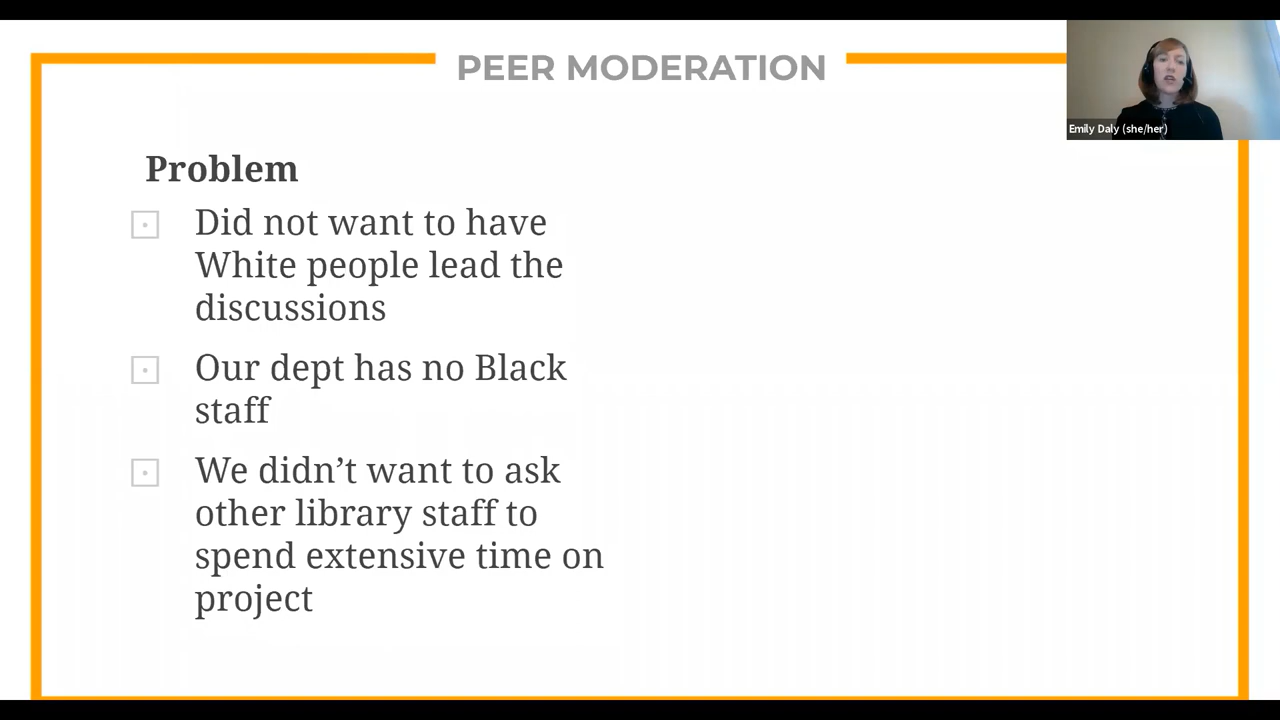 PEER MODERATION
Emily Daly (she/her)
Problem
Did not want to have
White people lead the
discussions
Our dept has no Black
staff
We didn’t want to ask
other library staff to
spend extensive time on
project